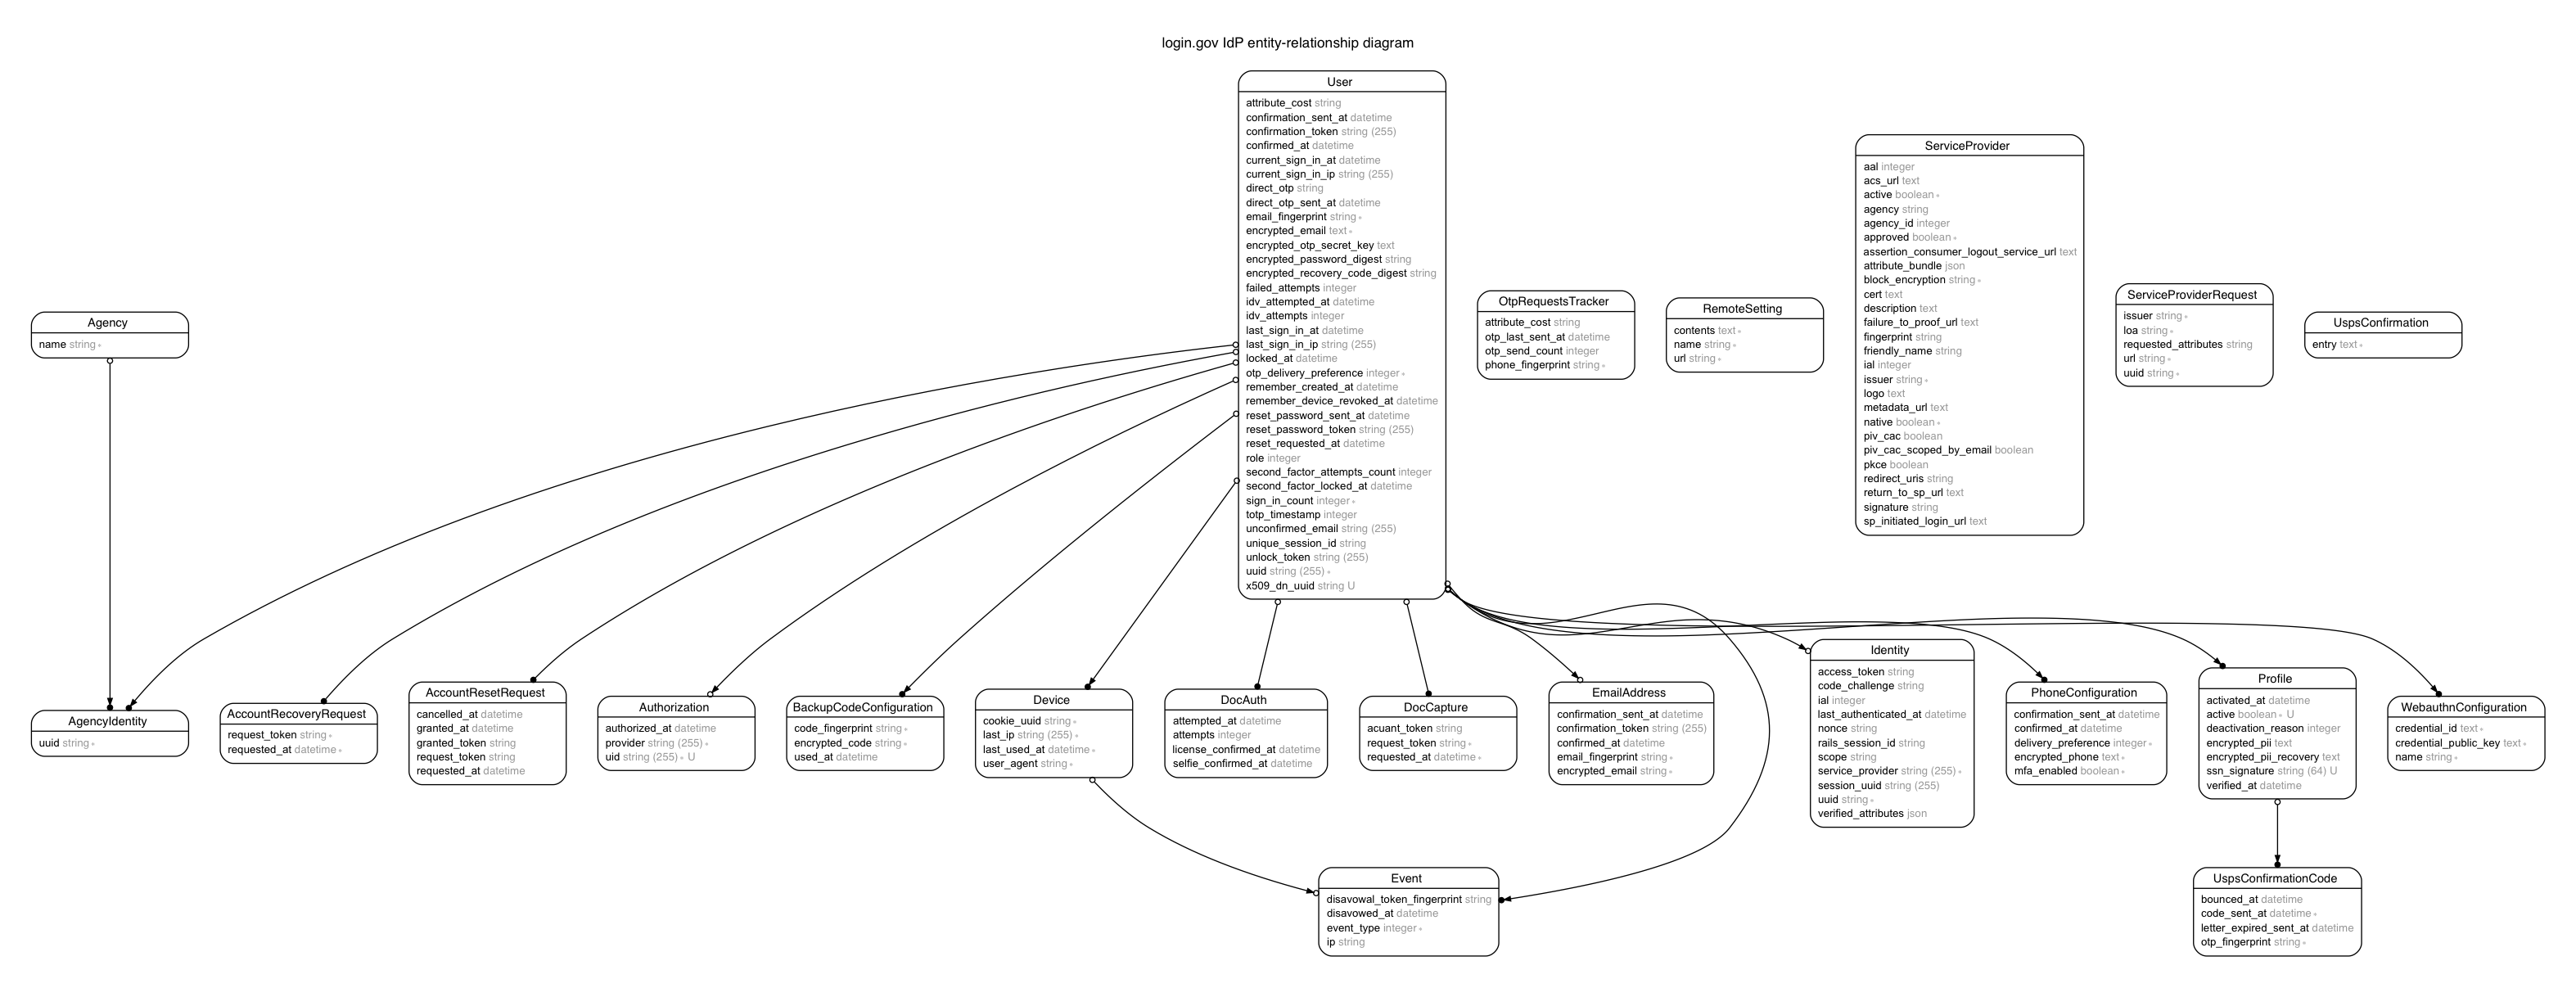 login.gov IdP entity-relationship diagram
User
attribute_cost string
confirmation_sent_at datetime
confirmation_token string (255)
confirmed_at datetime
current_sign_in_at datetime
current_sign_in_ip string (255)
direct_otp string
direct_otp_sent_at datetime
email_fingerprint string ∗
encrypted_email text ∗
encrypted_otp_secret_key text
encrypted_password_digest string
encrypted_recovery_code_digest string
failed_attempts integer
idv_attempted_at datetime
idv_attempts integer
last_sign_in_at datetime
last_sign_in_ip string (255)
locked_at datetime
otp_delivery_preference integer ∗
remember_created_at datetime
remember_device_revoked_at datetime
reset_password_sent_at datetime
reset_password_token string (255)
reset_requested_at datetime
role integer
second_factor_attempts_count integer
second_factor_locked_at datetime
sign_in_count integer ∗
totp_timestamp integer
unconfirmed_email string (255)
unique_session_id string
unlock_token string (255)
uuid string (255) ∗
x509_dn_uuid string U
ServiceProvider
aal integer
acs_url text
active boolean ∗
agency string
agency_id integer
approved boolean ∗
assertion_consumer_logout_service_url text
attribute_bundle json
block_encryption string ∗
cert text
description text
failure_to_proof_url text
fingerprint string
friendly_name string
ial integer
issuer string ∗
logo text
metadata_url text
native boolean ∗
piv_cac boolean
piv_cac_scoped_by_email boolean
pkce boolean
redirect_uris string
return_to_sp_url text
signature string
sp_initiated_login_url text
Agency
name string ∗
OtpRequestsTracker
attribute_cost string
otp_last_sent_at datetime
otp_send_count integer
phone_fingerprint string ∗
RemoteSetting
contents text ∗
name string ∗
url string ∗
ServiceProviderRequest
issuer string ∗
loa string ∗
requested_attributes string
url string ∗
uuid string ∗
UspsConfirmation
entry text ∗
AgencyIdentity
uuid string ∗
AccountRecoveryRequest
request_token string ∗
requested_at datetime ∗
AccountResetRequest
cancelled_at datetime
granted_at datetime
granted_token string
request_token string
requested_at datetime
Authorization
authorized_at datetime
provider string (255) ∗
uid string (255) ∗ U
BackupCodeConfiguration
code_fingerprint string ∗
encrypted_code string ∗
used_at datetime
Device
cookie_uuid string ∗
last_ip string (255) ∗
last_used_at datetime ∗
user_agent string ∗
DocAuth
attempted_at datetime
attempts integer
license_confirmed_at datetime
selfie_confirmed_at datetime
DocCapture
acuant_token string
request_token string ∗
requested_at datetime ∗
EmailAddress
confirmation_sent_at datetime
confirmation_token string (255)
confirmed_at datetime
email_fingerprint string ∗
encrypted_email string ∗
Identity
access_token string
code_challenge string
ial integer
last_authenticated_at datetime
nonce string
rails_session_id string
scope string
service_provider string (255) ∗
session_uuid string (255)
uuid string ∗
verified_attributes json
PhoneConfiguration
confirmation_sent_at datetime
confirmed_at datetime
delivery_preference integer ∗
encrypted_phone text ∗
mfa_enabled boolean ∗
Profile
activated_at datetime
active boolean ∗ U
deactivation_reason integer
encrypted_pii text
encrypted_pii_recovery text
ssn_signature string (64) U
verified_at datetime
WebauthnConfiguration
credential_id text ∗
credential_public_key text ∗
name string ∗
Event
disavowal_token_fingerprint string
disavowed_at datetime
event_type integer ∗
ip string
UspsConfirmationCode
bounced_at datetime
code_sent_at datetime ∗
letter_expired_sent_at datetime
otp_fingerprint string ∗